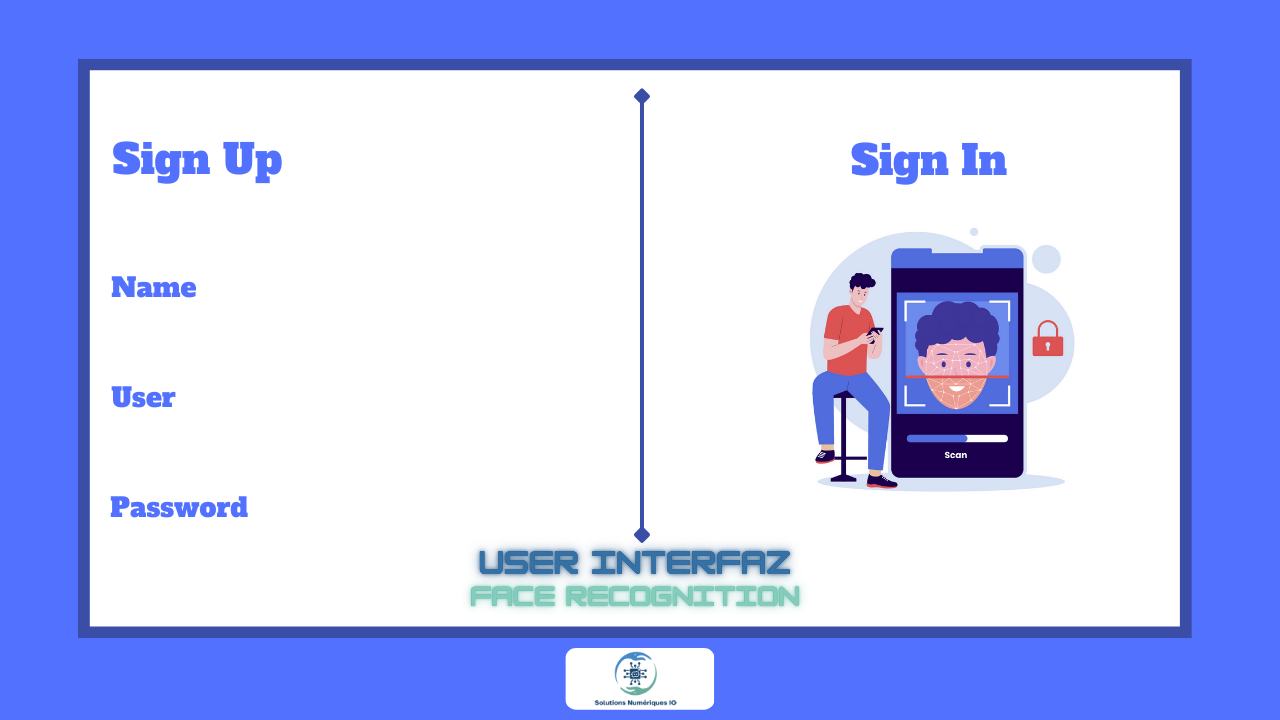 Sign Up
Name
User
Password
Sign In
Scan
USER INTERFAZ
FACE RECOGNITION
Solutions Numériques IG